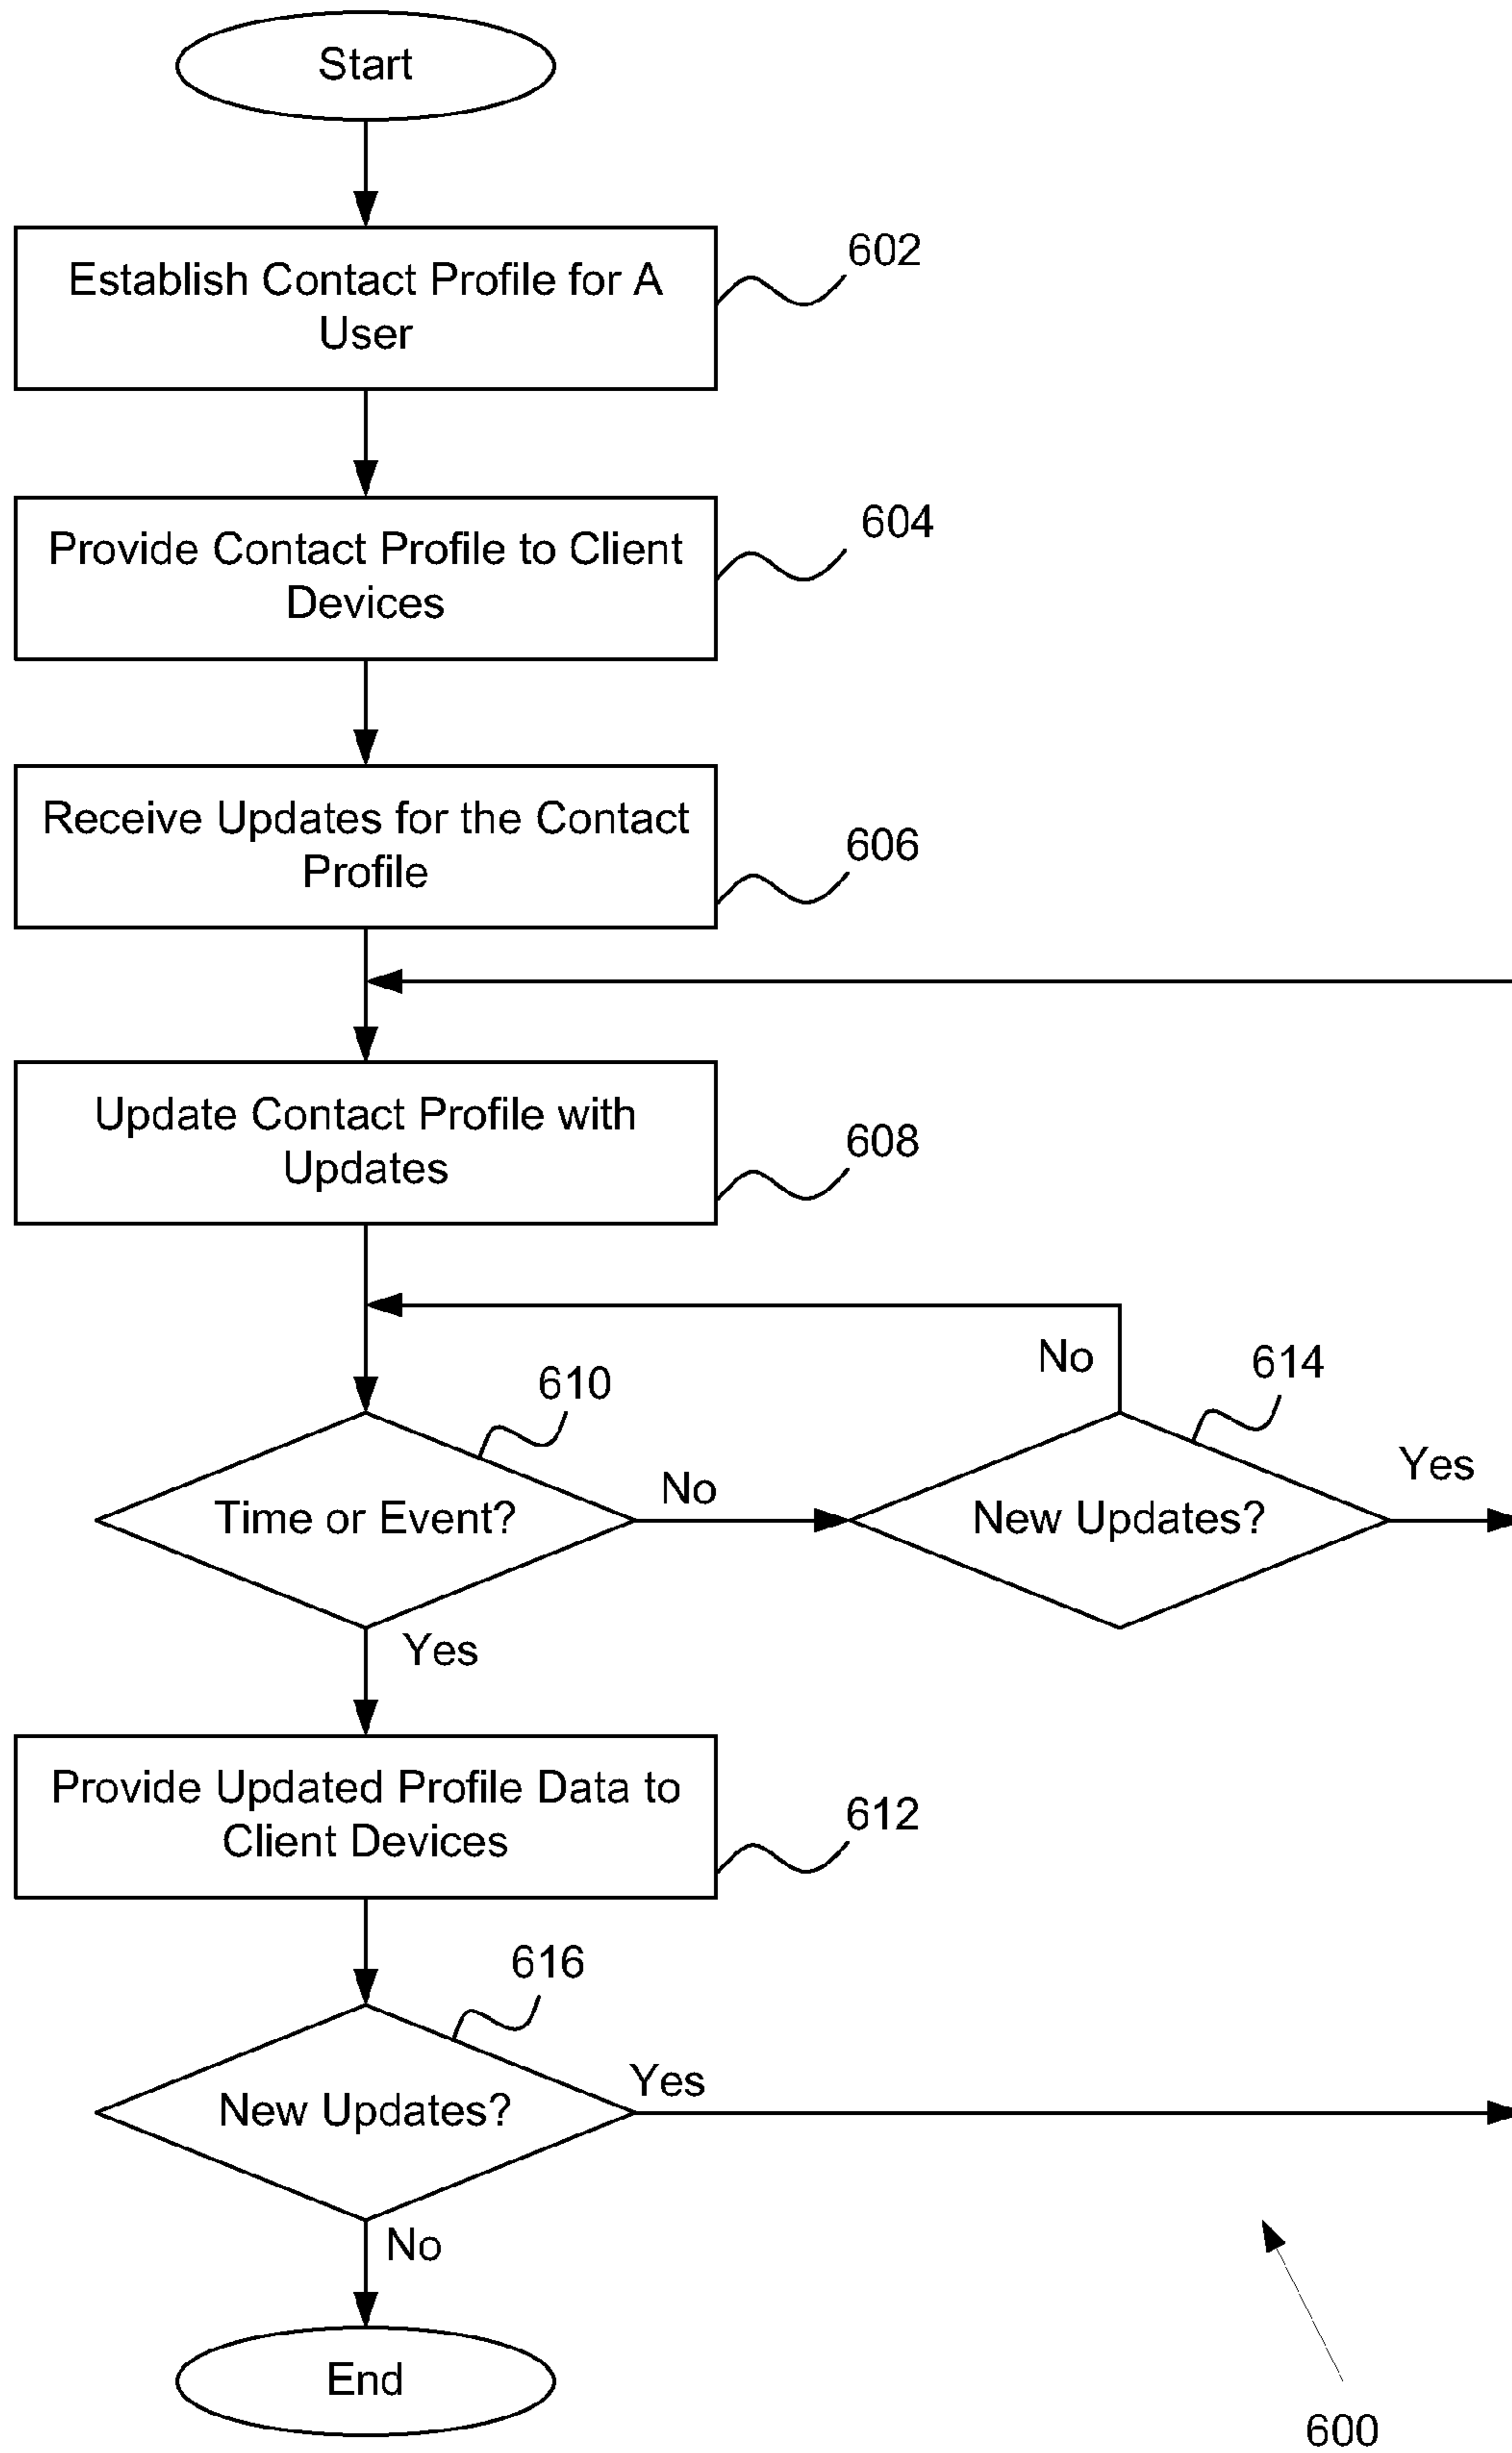 Start
Establish Contact Profile for A
User
602
Provide Contact Profile to Client
Devices
604
Receive Updates for the Contact
Profile
606
Update Contact Profile with
Updates
608
No
614
610
Time or Event?
No
New Updates?
Yes
Yes
Provide Updated Profile Data to
Client Devices
612
616
New Updates?
Yes
No
End
600